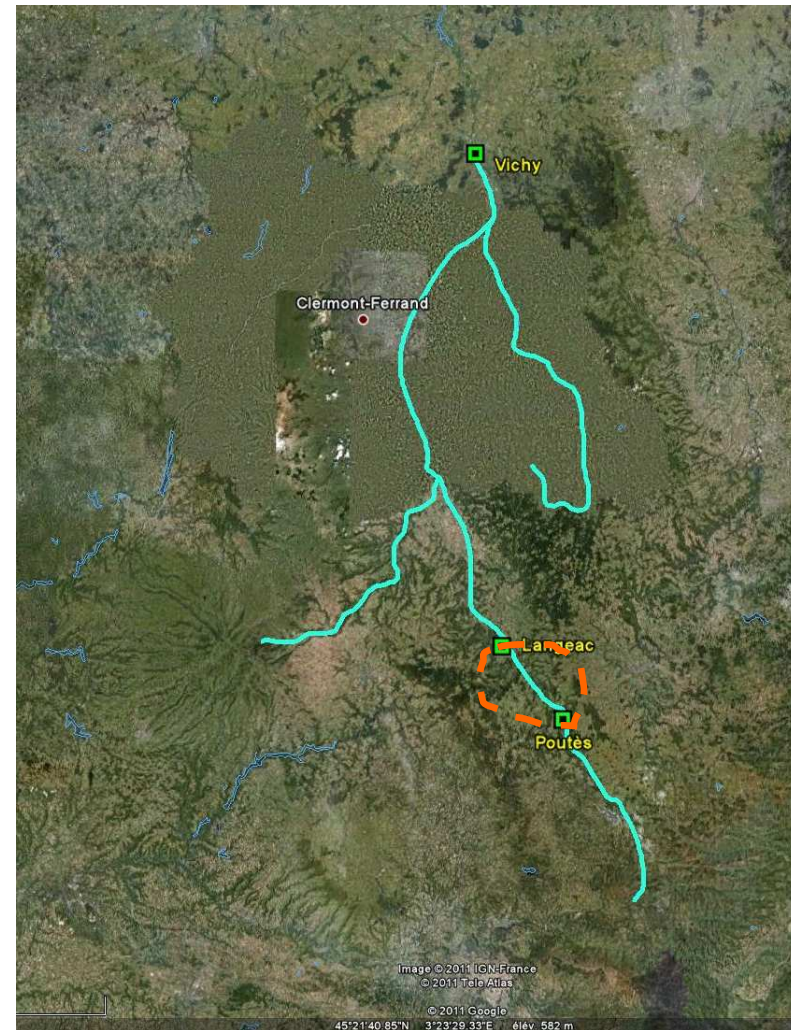 Vichy
Clermont-Ferrand
Langeac
Poutès
Image © 2011 IGN-France
© 2011 Tele Atlas
© 2011 Google
45°21'40.85"N 3°23'29.33"E élév. 582 m